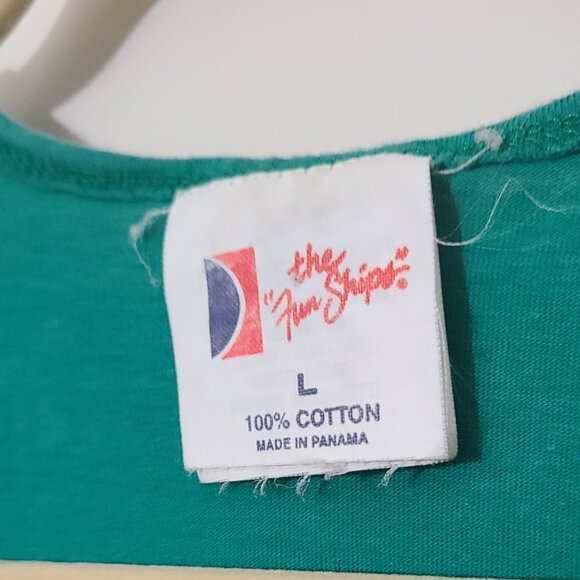 the
"Fun Ships"®
L
100% COTTON
MADE IN PANAMA